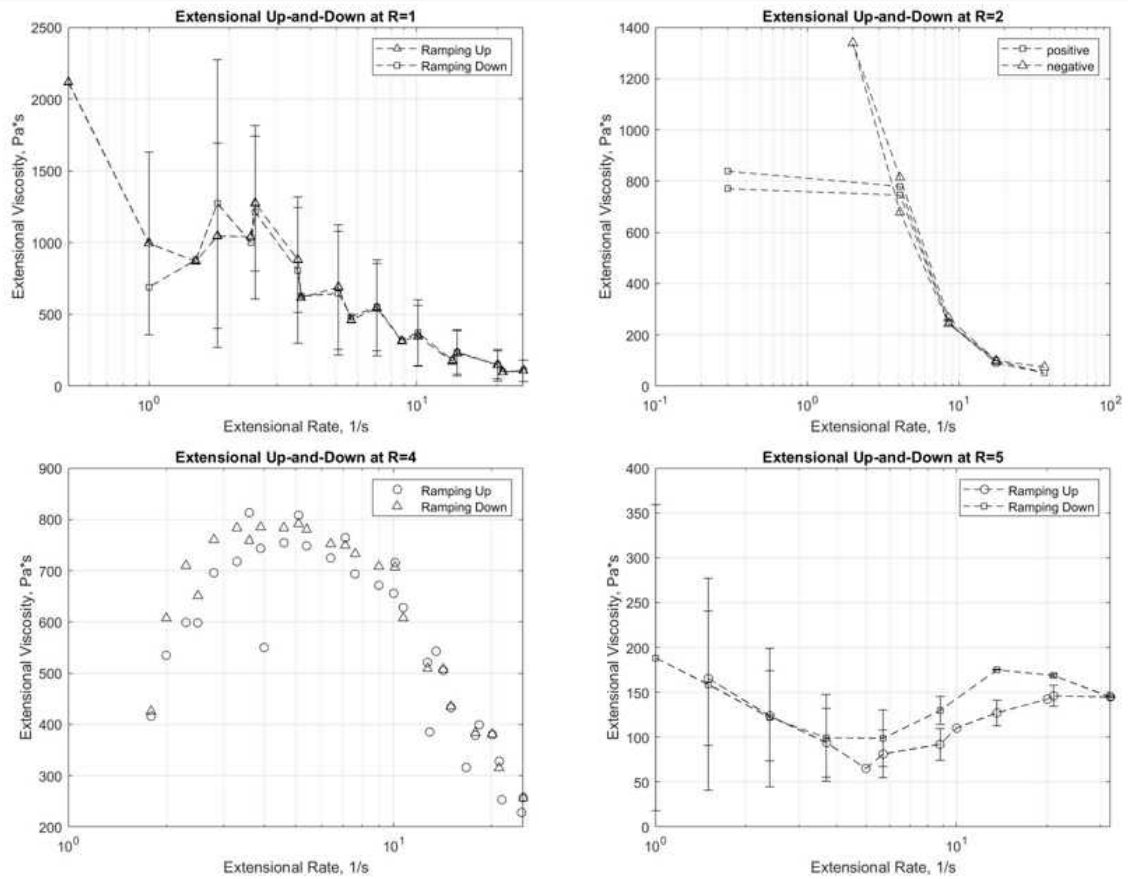 Extensional Up-and-Down at R=1
2500
2000
1500
1000
500
0
Extensional Viscosity, Pa*s
10^0
10^1
Extensional Rate, 1/s
Ramping Up
Ramping Down
Extensional Up-and-Down at R=2
1400
1200
1000
800
600
400
200
0
Extensional Viscosity, Pa*s
10^-1
10^0
10^1
10^2
Extensional Rate, 1/s
positive
negative
Extensional Up-and-Down at R=4
900
800
700
600
500
400
300
200
Extensional Viscosity, Pa*s
10^0
10^1
Extensional Rate, 1/s
Ramping Up
Ramping Down
Extensional Up-and-Down at R=5
400
350
300
250
200
150
100
50
0
Extensional Viscosity, Pa*s
10^0
10^1
Extensional Rate, 1/s
Ramping Up
Ramping Down